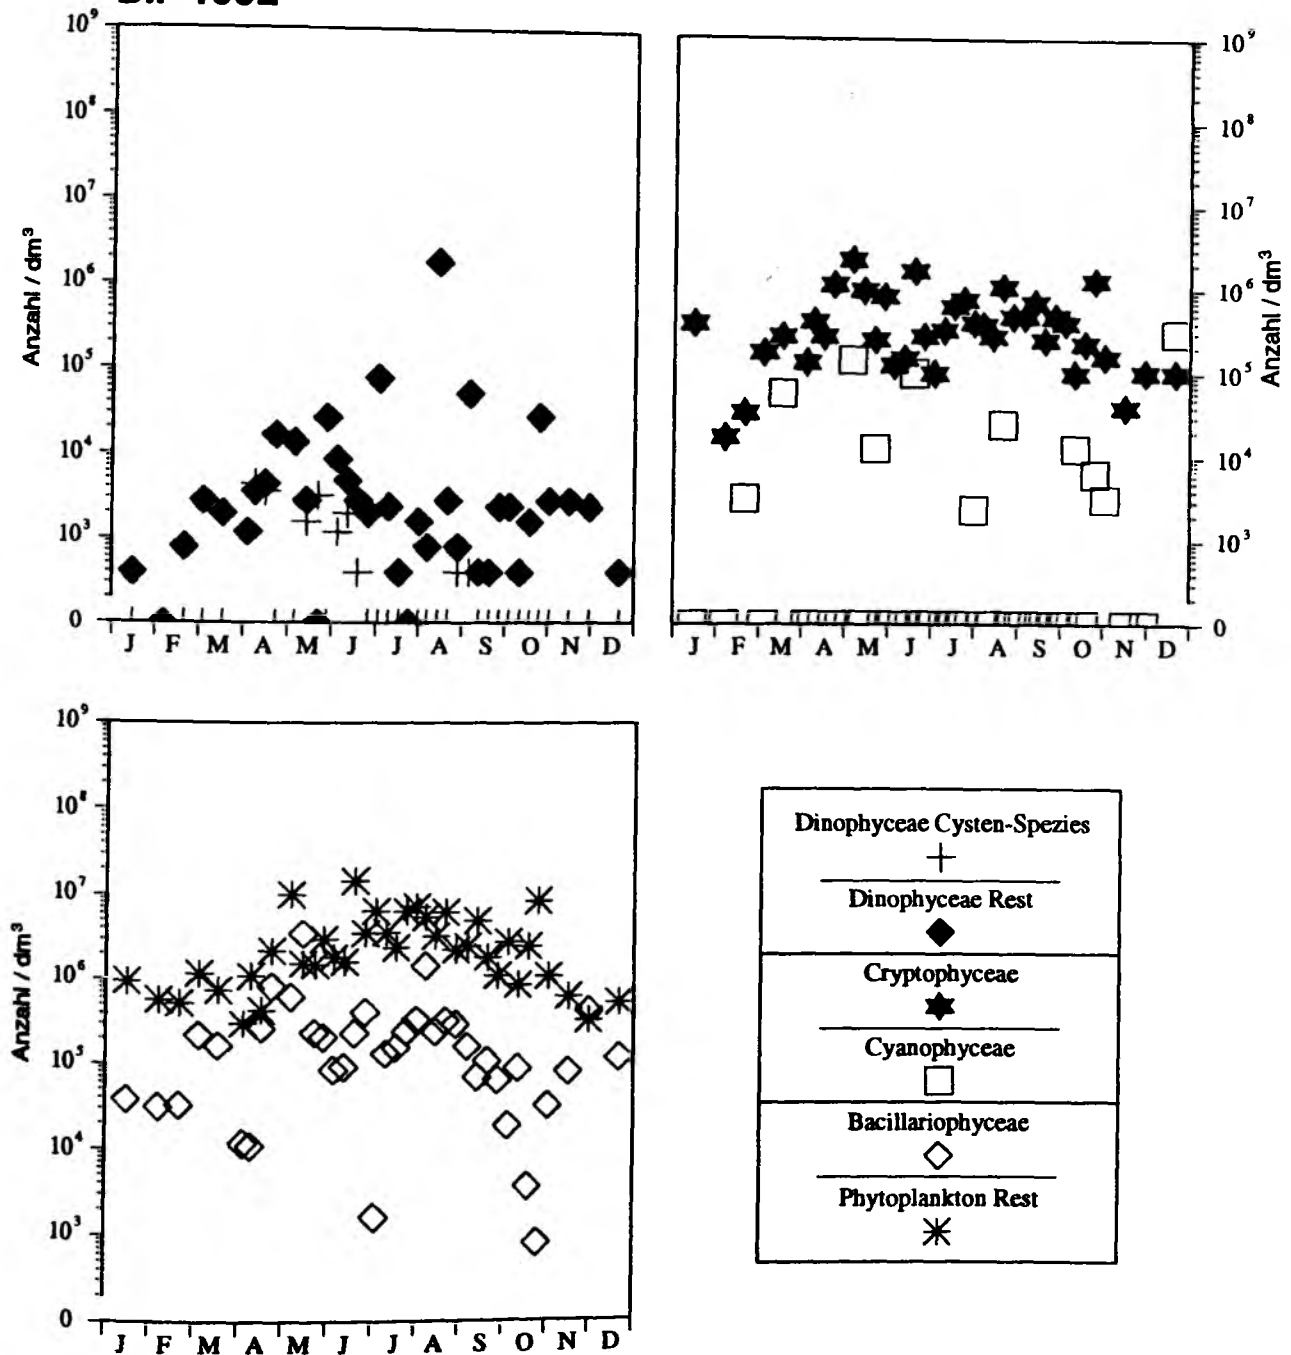 10⁹
10⁸
10⁷
10⁶
10⁵
10⁴
10³
0
Anzahl / dm³
J F M A M J J A S O N D
10⁹
10⁸
10⁷
10⁶
10⁵
10⁴
10³
0
Anzahl / dm³
J F M A M J J A S O N D
10⁹
10⁸
10⁷
10⁶
10⁵
10⁴
10³
0
Anzahl / dm³
J F M A M J J A S O N D
Dinophyceae Cysten-Spezies
Dinophyceae Rest
Cryptophyceae
Cyanophyceae
Bacillariophyceae
Phytoplankton Rest